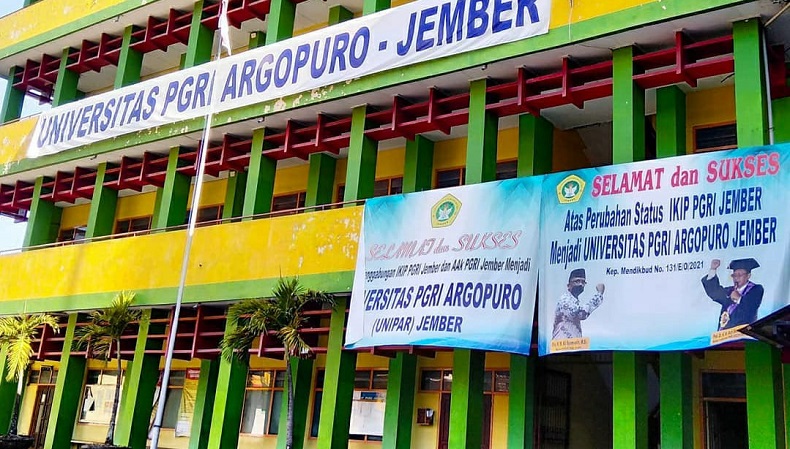 UNIVERSITAS PGRI ARGOPURO - JEMBER
SELAMAT dan SUKSES
Penggabungan IKIP PGRI Jember dan AAK PGRI Jember Menjadi
UNIVERSITAS PGRI ARGOPURO
(UNIPAR) JEMBER
SELAMAT dan SUKSES
Atas Perubahan Status IKIP PGRI JEMBER
Menjadi UNIVERSITAS PGRI ARGOPURO JEMBER
Kep. Mendikbud No. 131/E/O/2021